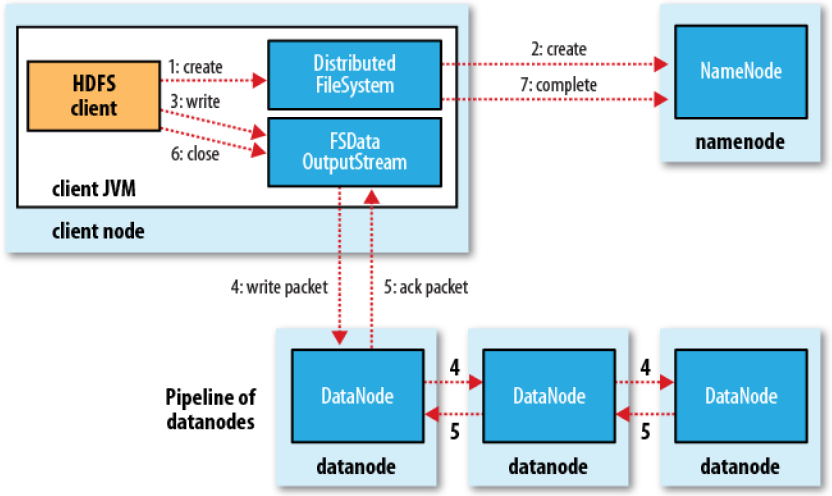 HDFS
client
1: create
3: write
6: close
Distributed
FileSystem
FSData
OutputStream
client JVM
client node
2: create
7: complete
NameNode
namenode
4: write packet
5: ack packet
Pipeline of
datanodes
DataNode
datanode
4
5
DataNode
datanode
4
5
DataNode
datanode